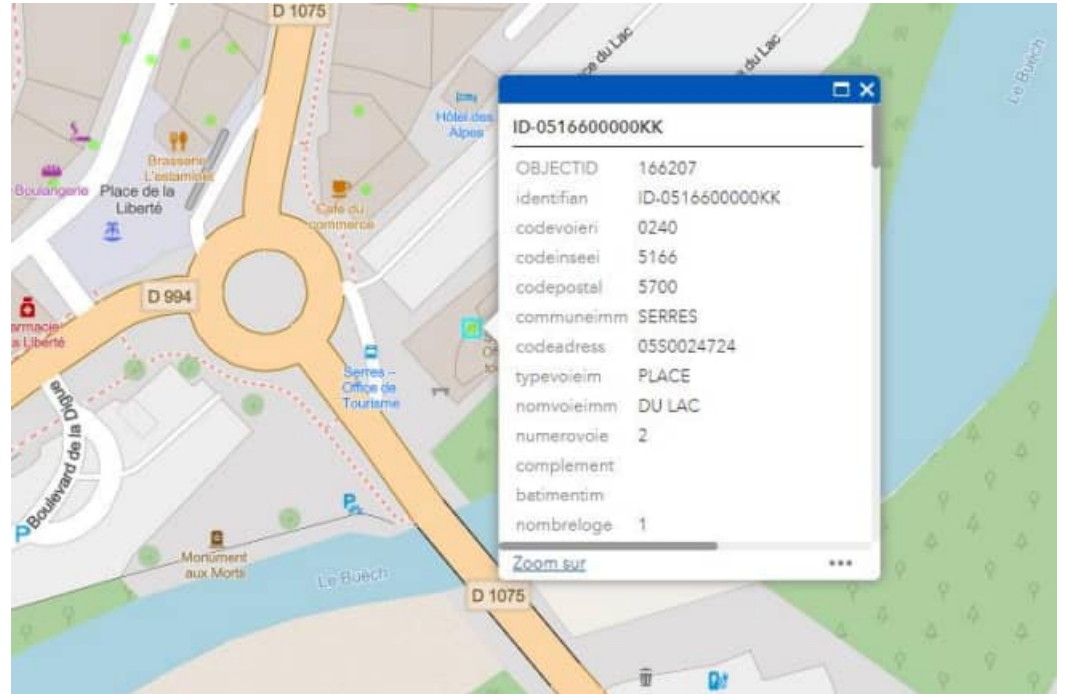 D 1075
ce du Lac
du Lac
Le Buëch
Hôtel des
Alpes
Brasserie
L'estaminet
Boulangerie
Place de la
Liberté
Café du
commerce
D 994
armacie
a Liberté
Serres –
Office de
Tourisme
Boulevard de la Digue
P
P
Monument
aux Morts
Le Buëch
D 1075
ID-0516600000KK
OBJECTID 166207
identifian ID-0516600000KK
codevoieri 0240
codeinseei 5166
codepostal 5700
communeimm SERRES
codeadress 05S0024724
typevoieim PLACE
nomvoieimm DU LAC
numerovoie 2
complement
batimentim
nombreloge 1
Zoom sur